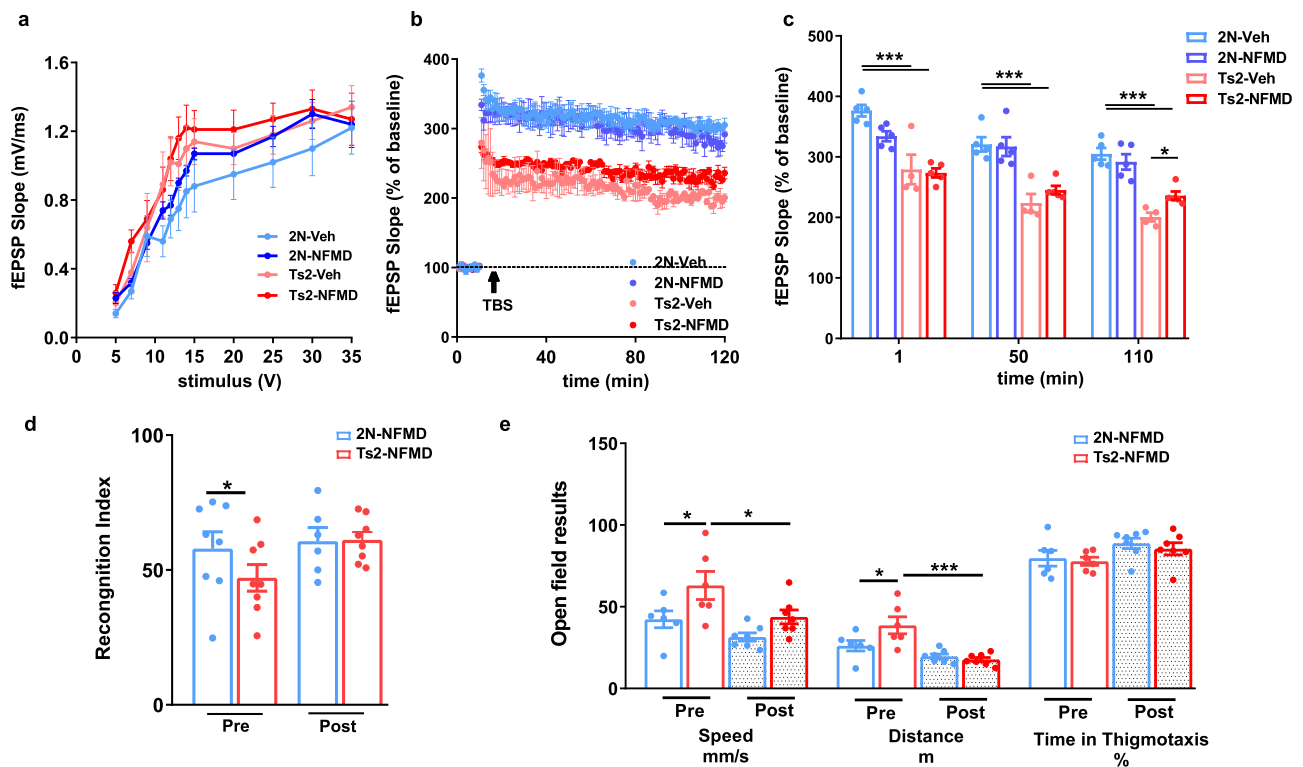 a
fEPSP Slope (mV/ms)
1.6
1.2
0.8
0.4
0.0
0 5 10 15 20 25 30 35
stimulus (V)
2N-Veh
2N-NFMD
Ts2-Veh
Ts2-NFMD
b
fEPSP Slope (% of baseline)
400
300
200
100
0
0 40 80 120
time (min)
TBS
2N-Veh
2N-NFMD
Ts2-Veh
Ts2-NFMD
c
fEPSP Slope (% of baseline)
500
400
300
200
100
0
*** *** *** *
1 50 110
time (min)
2N-Veh
2N-NFMD
Ts2-Veh
Ts2-NFMD
d
Recongnition Index
100
50
0
*
Pre Post
2N-NFMD
Ts2-NFMD
e
Open field results
150
100
50
0
* * * ***
Pre Post Pre Post Pre Post
Speed Distance Time in Thigmotaxis
mm/s m %
2N-NFMD
Ts2-NFMD